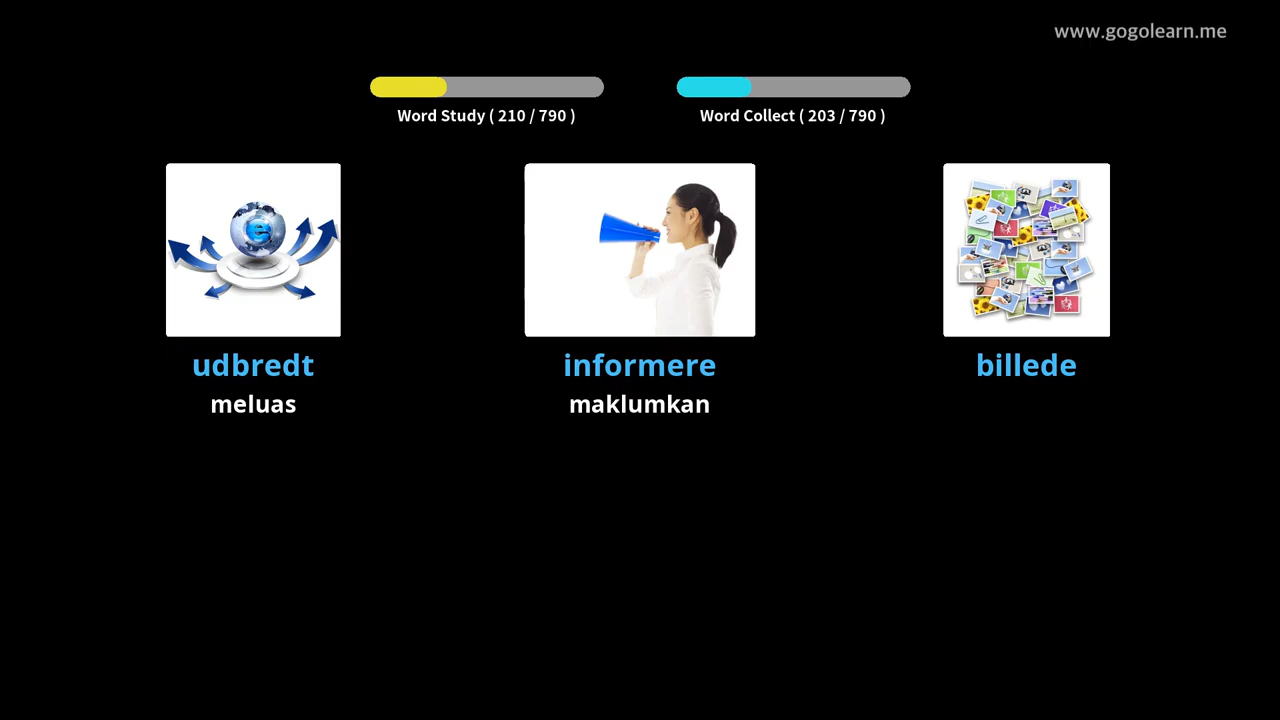 www.gogolearn.me
Word Study ( 210 / 790 )
Word Collect ( 203 / 790 )
e
udbredt
informere
billede
meluas
maklumkan